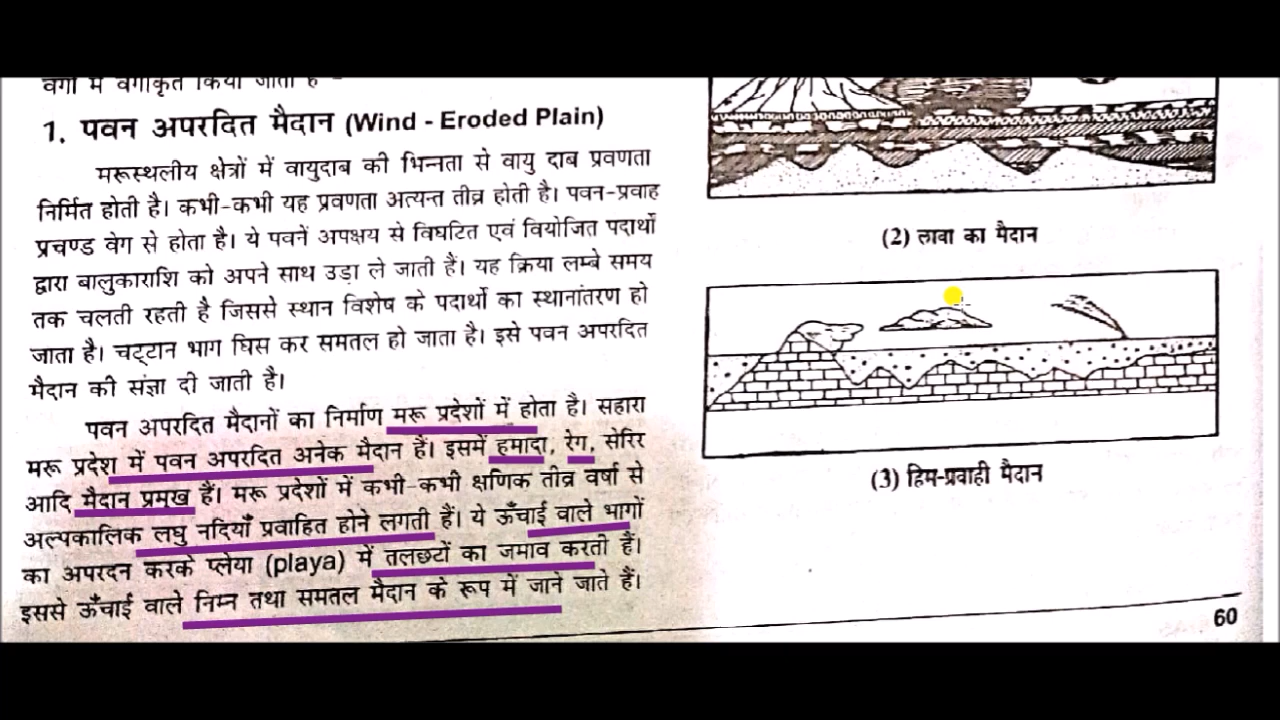 वर्गों में वर्गीकृत किया जाता है -
1. पवन अपरदित मैदान (Wind - Eroded Plain)
मरूस्थलीय क्षेत्रों में वायुदाब की भिन्नता से वायु दाब प्रवणता
निर्मित होती है। कभी-कभी यह प्रवणता अत्यन्त तीव्र होती है। पवन-प्रवाह
प्रचण्ड वेग से होता है। ये पवनें अपक्षय से विघटित एवं वियोजित पदार्थो
द्वारा बालुकाराशि को अपने साथ उड़ा ले जाती हैं। यह क्रिया लम्बे समय
तक चलती रहती है जिससे स्थान विशेष के पदार्थो का स्थानांतरण हो
जाता है। चट्टान भाग घिस कर समतल हो जाता है। इसे पवन अपरदित
मैदान की संज्ञा दी जाती है।
पवन अपरदित मैदानों का निर्माण मरू प्रदेशों में होता है। सहारा
मरू प्रदेश में पवन अपरदित अनेक मैदान हैं। इसमें हमादा, रेग, सेरिर
आदि मैदान प्रमुख हैं। मरू प्रदेशों में कभी-कभी क्षणिक तीव्र वर्षा से
अल्पकालिक लघु नदियाँ प्रवाहित होने लगती हैं। ये ऊँचाई वाले भागों
का अपरदन करके प्लेया (playa) में तलछटों का जमाव करती हैं।
इससे ऊँचाई वाले निम्न तथा समतल मैदान के रूप में जाने जाते हैं।
(2) लावा का मैदान
(3) हिम-प्रवाही मैदान
60